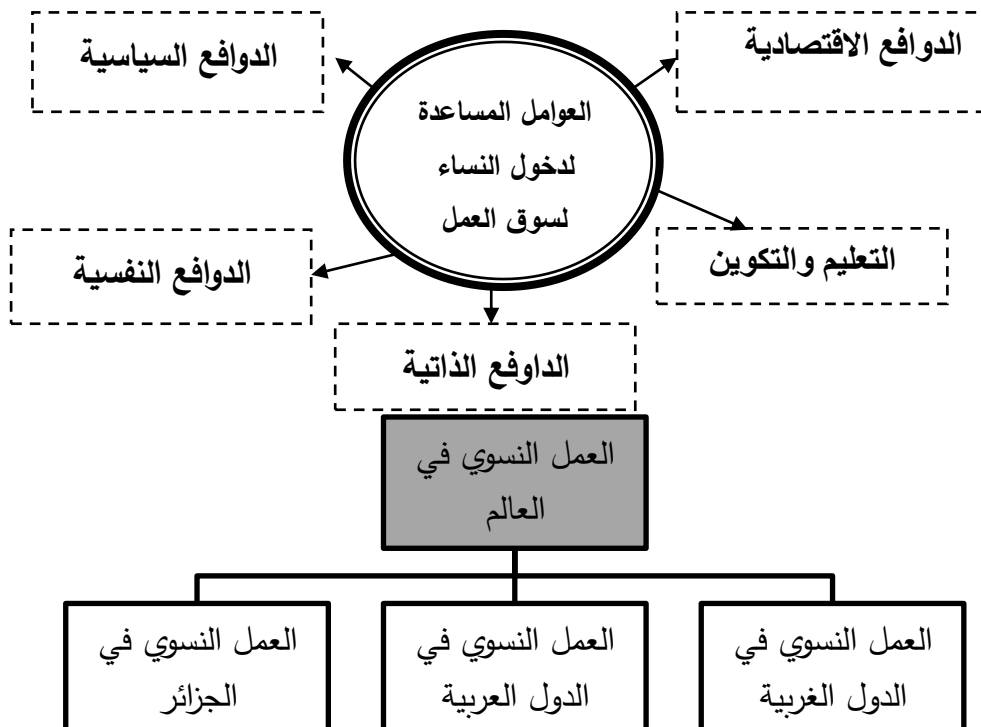 الدوافع الاقتصادية
الدوافع السياسية
العوامل المساعدة
لدخول النساء
لسوق العمل
التعليم والتكوين
الدوافع النفسية
الداوفع الذاتية
العمل النسوي في
العالم
العمل النسوي في
الدول الغربية
العمل النسوي في
الدول العربية
العمل النسوي في
الجزائر